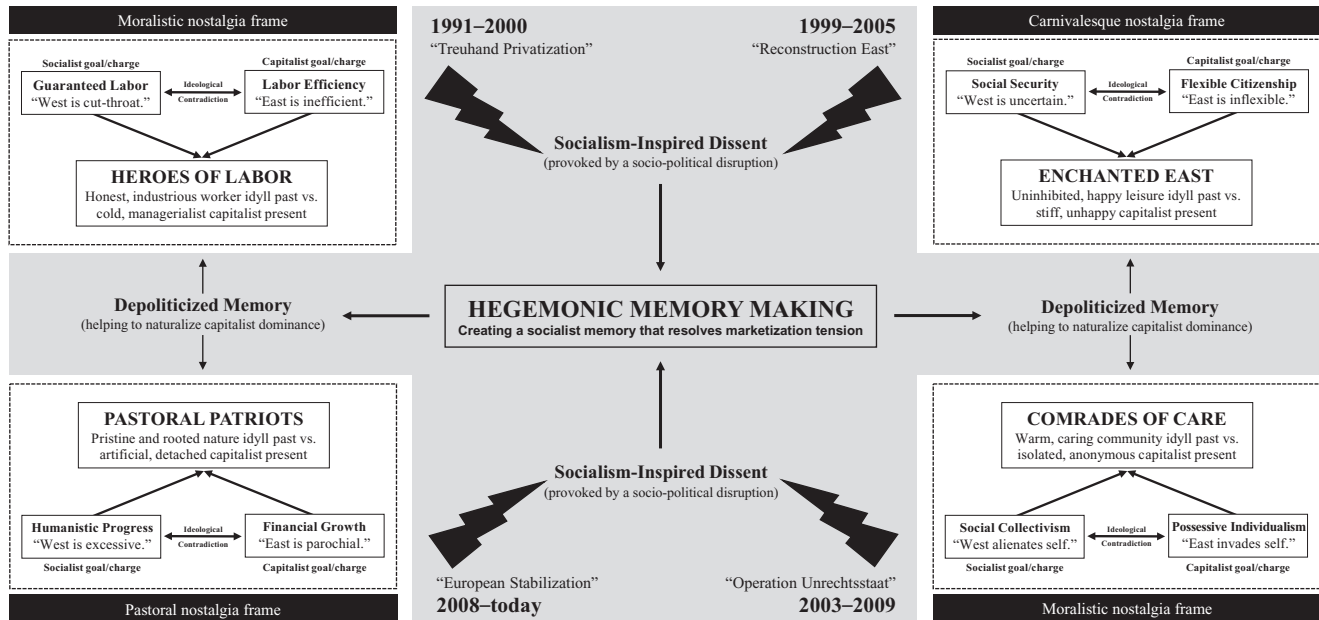 Moralistic nostalgia frame
Socialist goal/charge
Capitalist goal/charge
Guaranteed Labor
"West is cut-throat."
Ideological
Contradiction
Labor Efficiency
"East is inefficient."
HEROES OF LABOR
Honest, industrious worker idyll past vs.
cold, managerialist capitalist present
1991–2000
"Treuhand Privatization"
1999–2005
"Reconstruction East"
Socialism-Inspired Dissent
(provoked by a socio-political disruption)
Carnivalesque nostalgia frame
Socialist goal/charge
Capitalist goal/charge
Social Security
"West is uncertain."
Ideological
Contradiction
Flexible Citizenship
"East is inflexible."
ENCHANTED EAST
Uninhibited, happy leisure idyll past vs.
stiff, unhappy capitalist present
Depoliticized Memory
(helping to naturalize capitalist dominance)
HEGEMONIC MEMORY MAKING
Creating a socialist memory that resolves marketization tension
Depoliticized Memory
(helping to naturalize capitalist dominance)
PASTORAL PATRIOTS
Pristine and rooted nature idyll past vs.
artificial, detached capitalist present
Humanistic Progress
"West is excessive."
Ideological
Contradiction
Financial Growth
"East is parochial."
Socialist goal/charge
Capitalist goal/charge
Pastoral nostalgia frame
Socialism-Inspired Dissent
(provoked by a socio-political disruption)
"European Stabilization"
2008–today
"Operation Unrechtsstaat"
2003–2009
COMRADES OF CARE
Warm, caring community idyll past vs.
isolated, anonymous capitalist present
Social Collectivism
"West alienates self."
Ideological
Contradiction
Possessive Individualism
"East invades self."
Socialist goal/charge
Capitalist goal/charge
Moralistic nostalgia frame